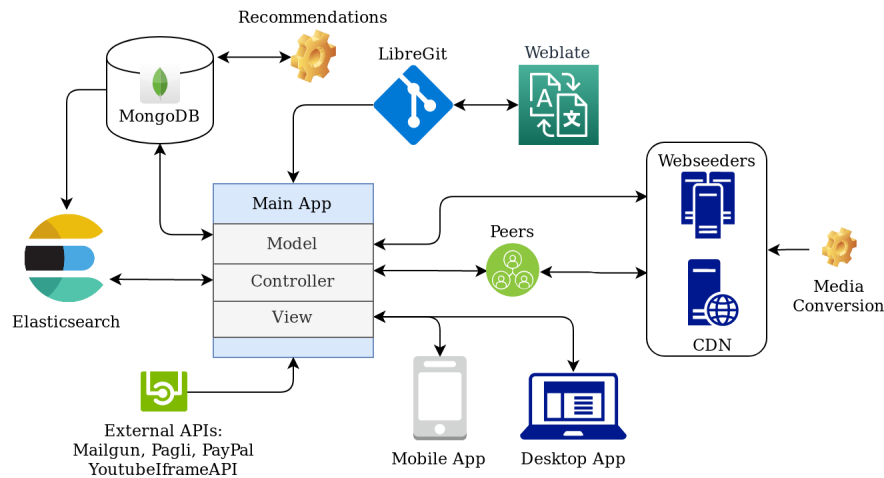 Recommendations
LibreGit
Weblate
MongoDB
A
文
Main App
Model
Controller
View
Peers
Webseeders
CDN
Media
Conversion
Elasticsearch
External APIs:
Mailgun, Pagli, PayPal
YoutubeIframeAPI
Mobile App
Desktop App